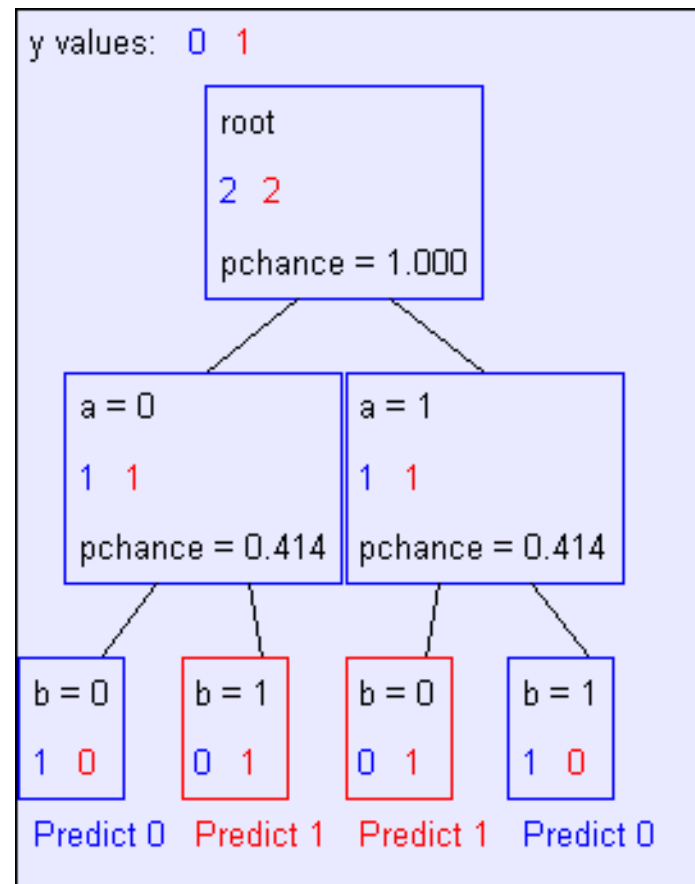 y values: 0 1
root
2 2
pchance = 1.000
a = 0
1 1
pchance = 0.414
a = 1
1 1
pchance = 0.414
b = 0
1 0
Predict 0
b = 1
0 1
Predict 1
b = 0
0 1
Predict 1
b = 1
1 0
Predict 0